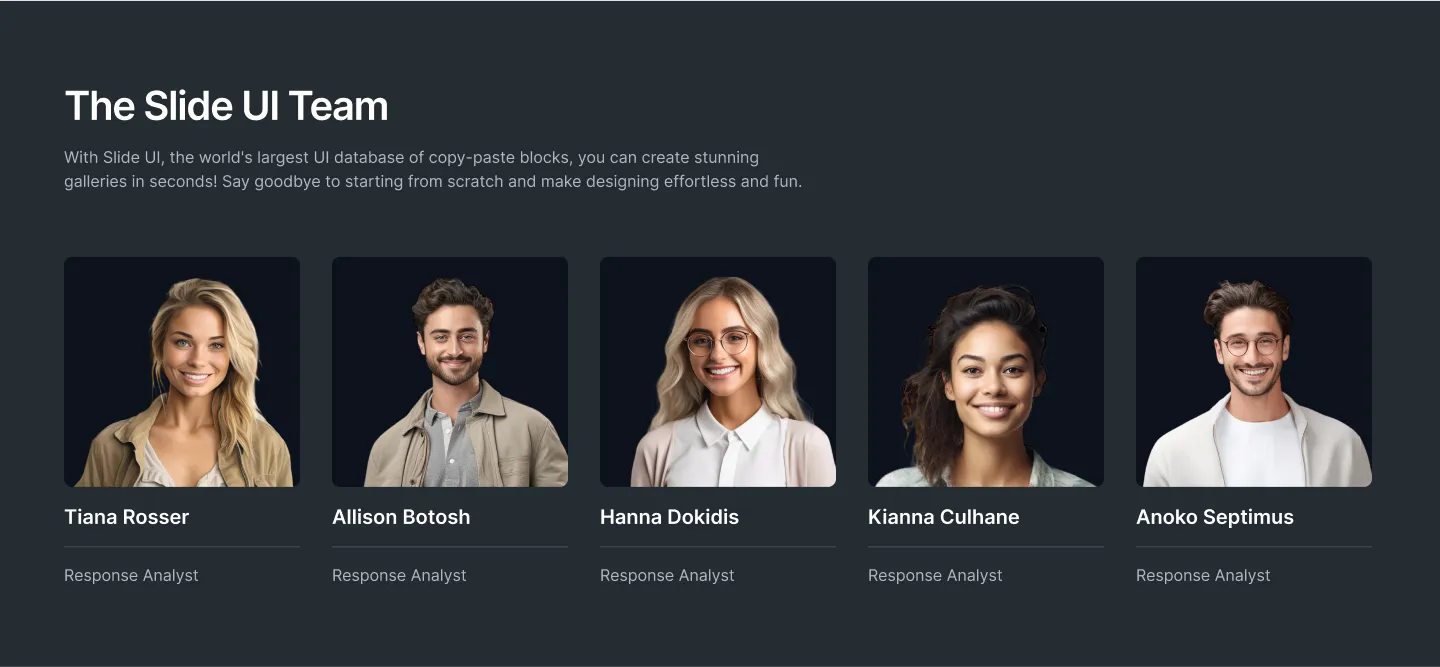 The Slide UI Team
With Slide UI, the world's largest UI database of copy-paste blocks, you can create stunning
galleries in seconds! Say goodbye to starting from scratch and make designing effortless and fun.
Tiana Rosser
Response Analyst
Allison Botosh
Response Analyst
Hanna Dokidis
Response Analyst
Kianna Culhane
Response Analyst
Anoko Septimus
Response Analyst